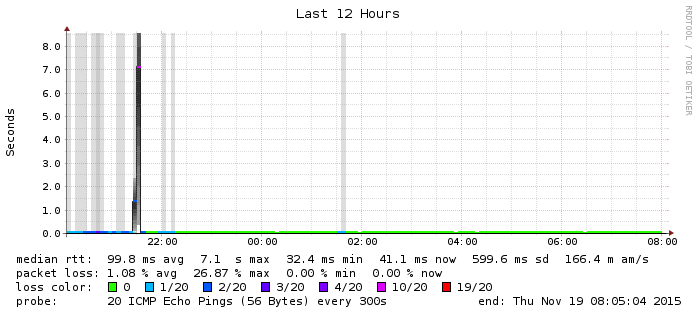 Last 12 Hours
RRDTOOL / TOBI OETIKER
Seconds
8.0
7.0
6.0
5.0
4.0
3.0
2.0
1.0
0.0
22:00 00:00 02:00 04:00 06:00 08:00
median rtt: 99.8 ms avg 7.1 s max 32.4 ms min 41.1 ms now 599.6 ms sd 166.4 m am/s
packet loss: 1.08 % avg 26.87 % max 0.00 % min 0.00 % now
loss color: 0 1/20 2/20 3/20 4/20 10/20 19/20
probe: 20 ICMP Echo Pings (56 Bytes) every 300s end: Thu Nov 19 08:05:04 2015